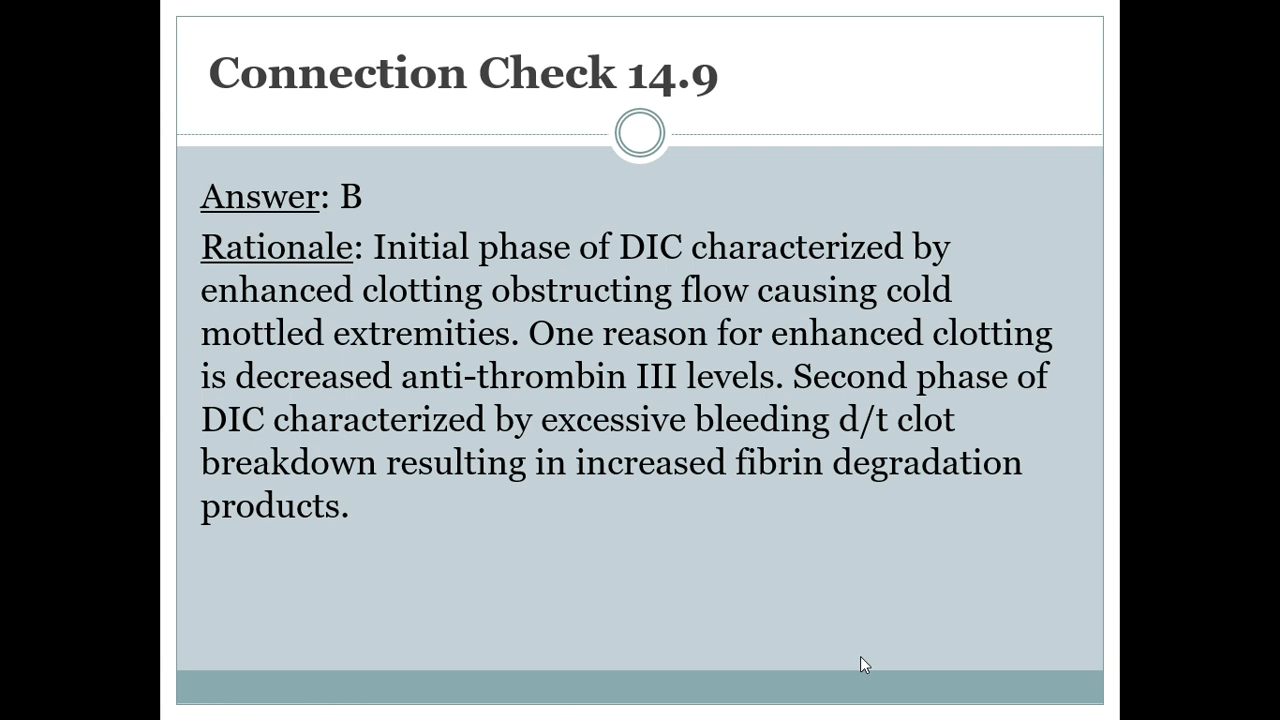 Connection Check 14.9
Answer: B
Rationale: Initial phase of DIC characterized by
enhanced clotting obstructing flow causing cold
mottled extremities. One reason for enhanced clotting
is decreased anti-thrombin III levels. Second phase of
DIC characterized by excessive bleeding d/t clot
breakdown resulting in increased fibrin degradation
products.